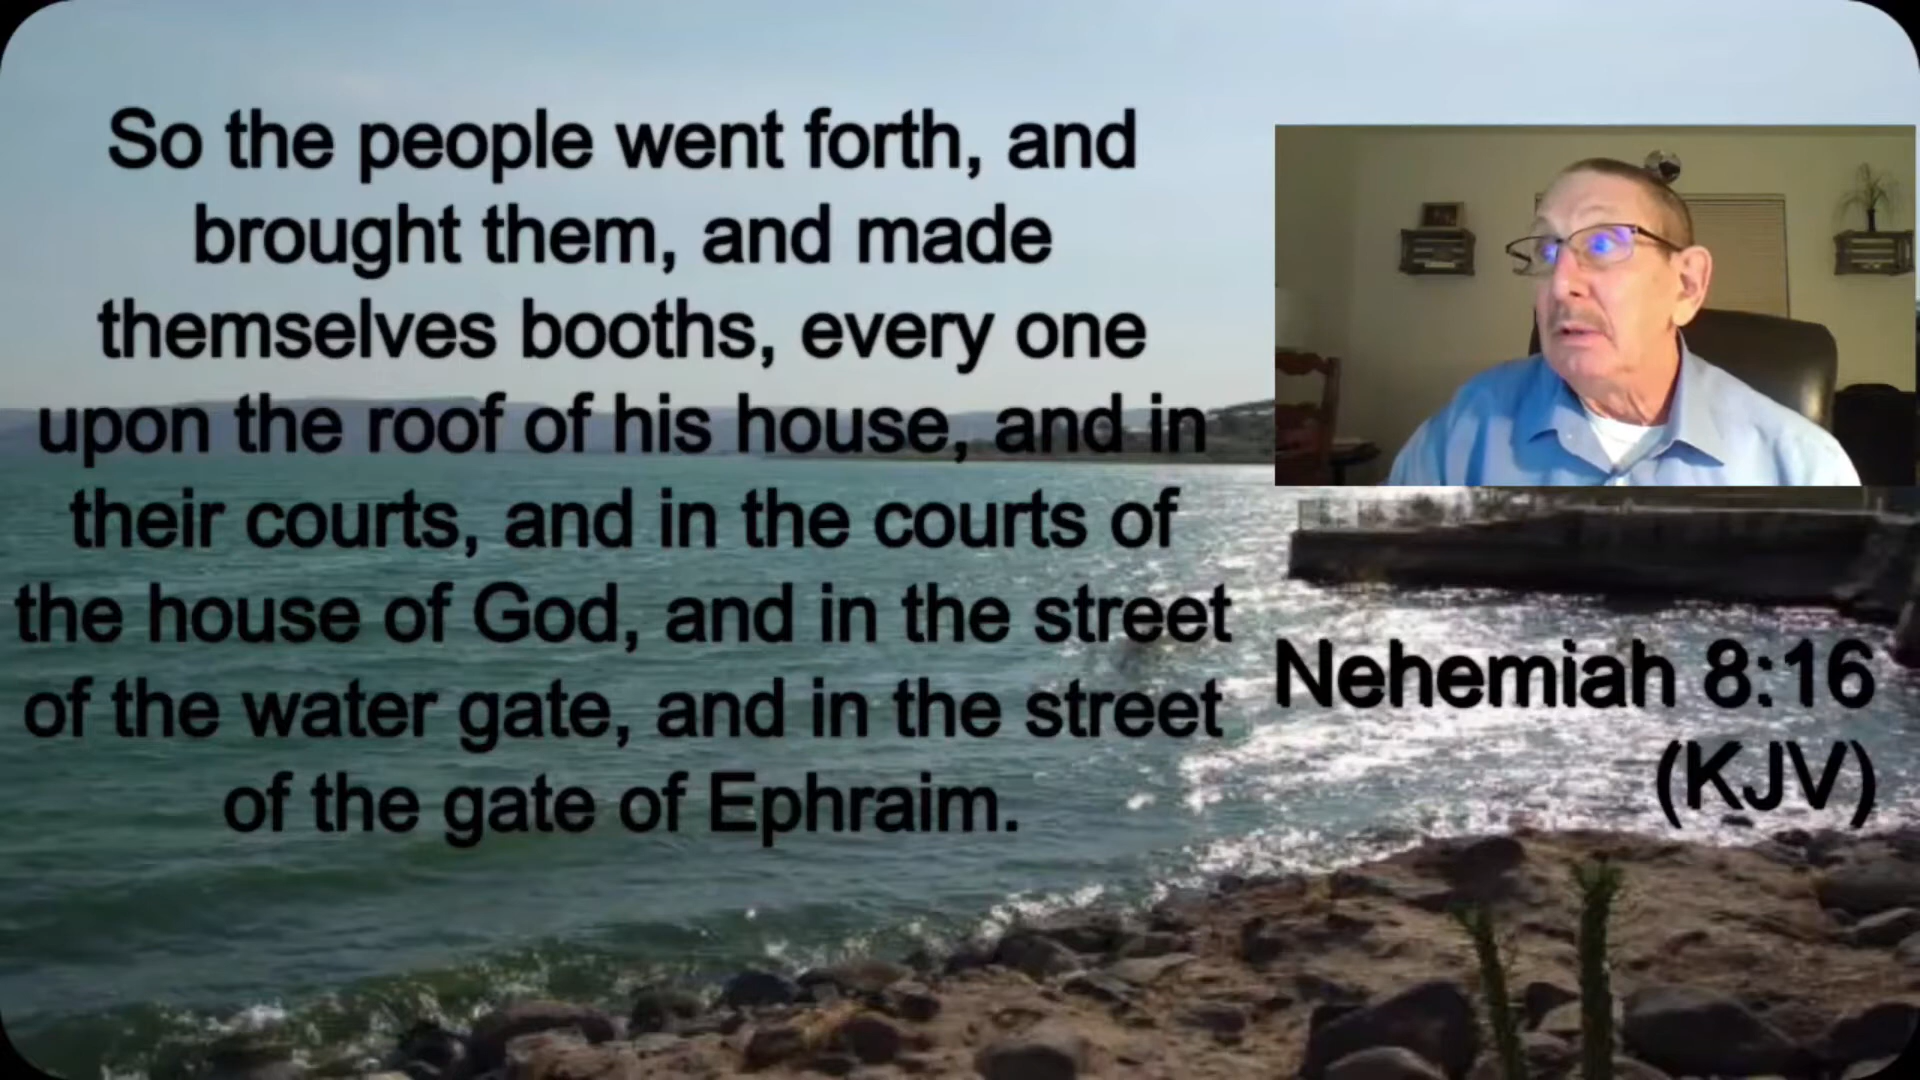 So the people went forth, and
brought them, and made
themselves booths, every one
upon the roof of his house, and in
their courts, and in the courts of
the house of God, and in the street
of the water gate, and in the street
of the gate of Ephraim.
Nehemiah 8:16
(KJV)